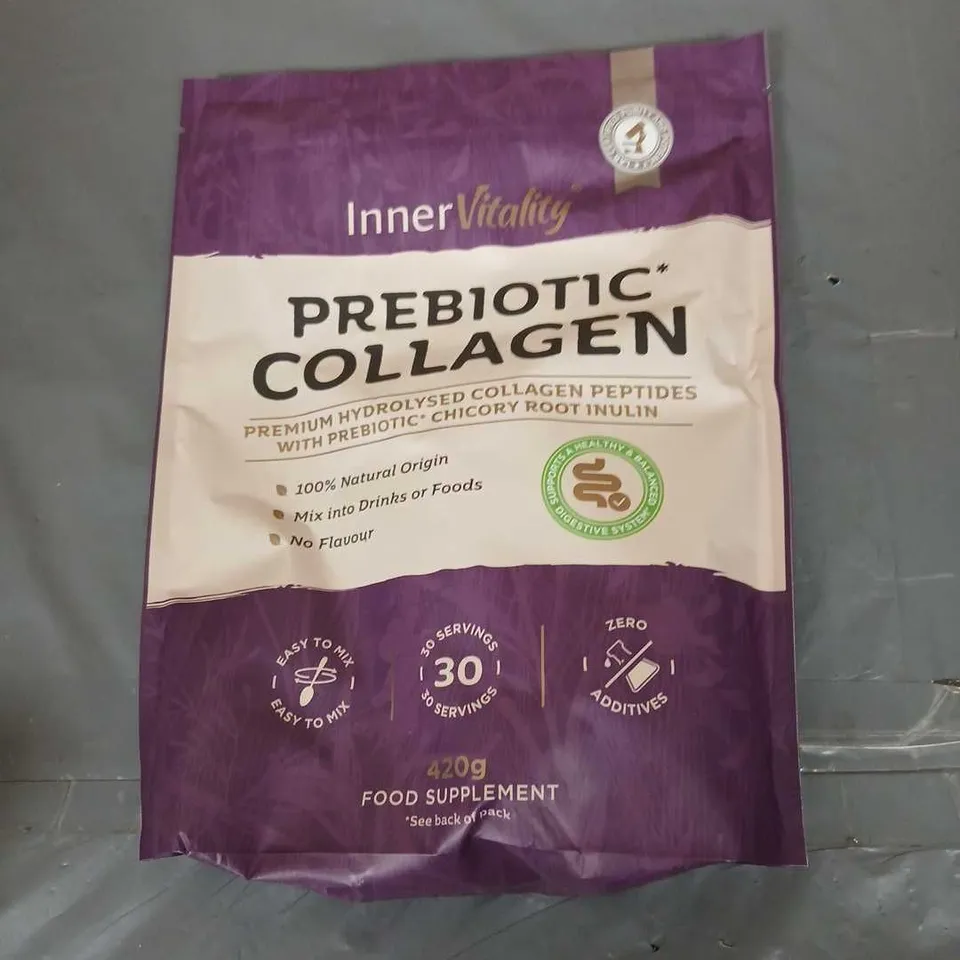 InnerVitality®
PREBIOTIC*
COLLAGEN
PREMIUM HYDROLYSED COLLAGEN PEPTIDES
WITH PREBIOTIC* CHICORY ROOT INULIN
100% Natural Origin
Mix into Drinks or Foods
No Flavour
SUPPORTS A HEALTHY & BALANCED
DIGESTIVE SYSTEM*
EASY TO MIX
EASY TO MIX
30 SERVINGS
30
30 SERVINGS
ZERO
ADDITIVES
420g
FOOD SUPPLEMENT
*See back of pack